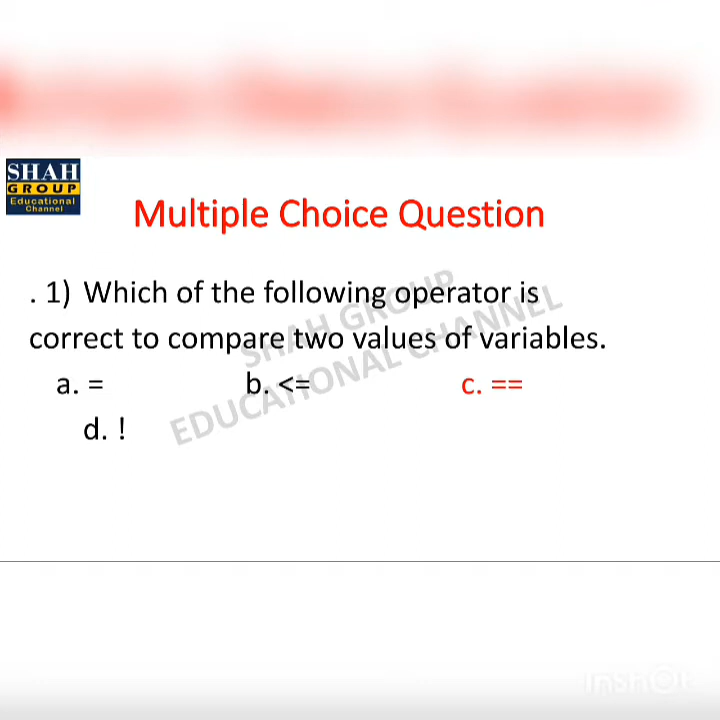 SHAH
GROUP
Educational
Channel
Multiple Choice Question
. 1) Which of the following operator is
correct to compare two values of variables.
a. = b. <= c. ==
d. !
SHAH GROUP
EDUCATIONAL CHANNEL
InShOt